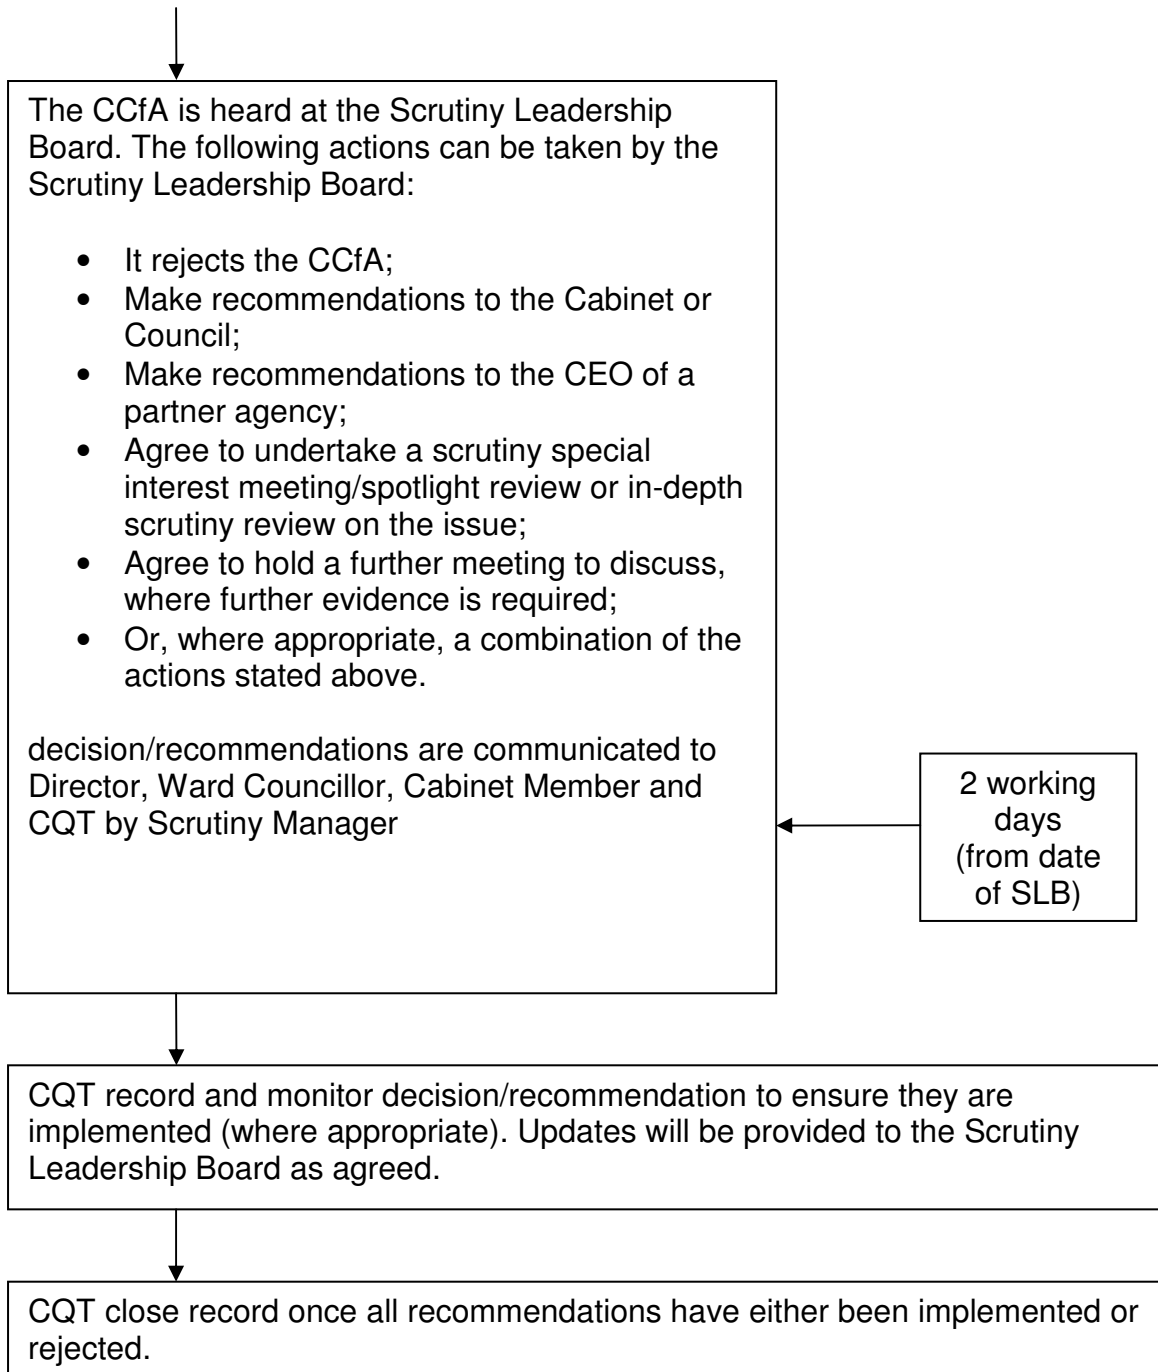 The CCfA is heard at the Scrutiny Leadership
Board. The following actions can be taken by the
Scrutiny Leadership Board:
• It rejects the CCfA;
• Make recommendations to the Cabinet or
Council;
• Make recommendations to the CEO of a
partner agency;
• Agree to undertake a scrutiny special
interest meeting/spotlight review or in-depth
scrutiny review on the issue;
• Agree to hold a further meeting to discuss,
where further evidence is required;
• Or, where appropriate, a combination of the
actions stated above.
decision/recommendations are communicated to
Director, Ward Councillor, Cabinet Member and
CQT by Scrutiny Manager
2 working
days
(from date
of SLB)
CQT record and monitor decision/recommendation to ensure they are
implemented (where appropriate). Updates will be provided to the Scrutiny
Leadership Board as agreed.
CQT close record once all recommendations have either been implemented or
rejected.